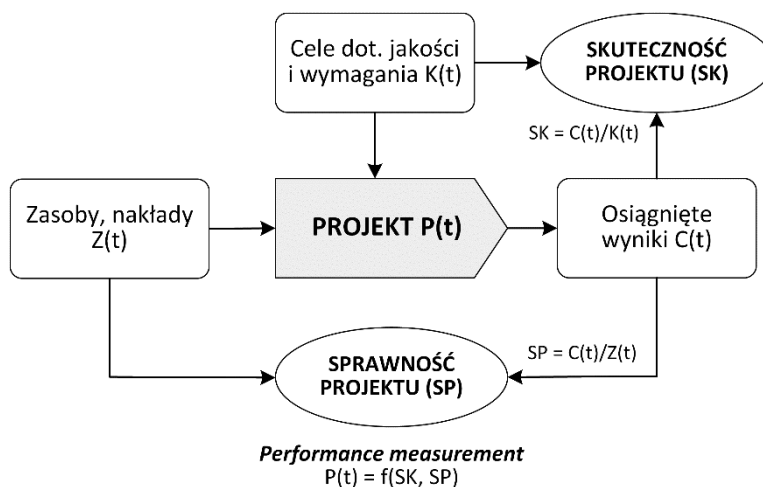 Cele dot. jakości
i wymagania K(t)
SKUTECZNOŚĆ
PROJEKTU (SK)
SK = C(t)/K(t)
Zasoby, nakłady
Z(t)
PROJEKT P(t)
Osiągnięte
wyniki C(t)
SPRAWNOŚĆ
PROJEKTU (SP)
SP = C(t)/Z(t)
Performance measurement
P(t) = f(SK, SP)